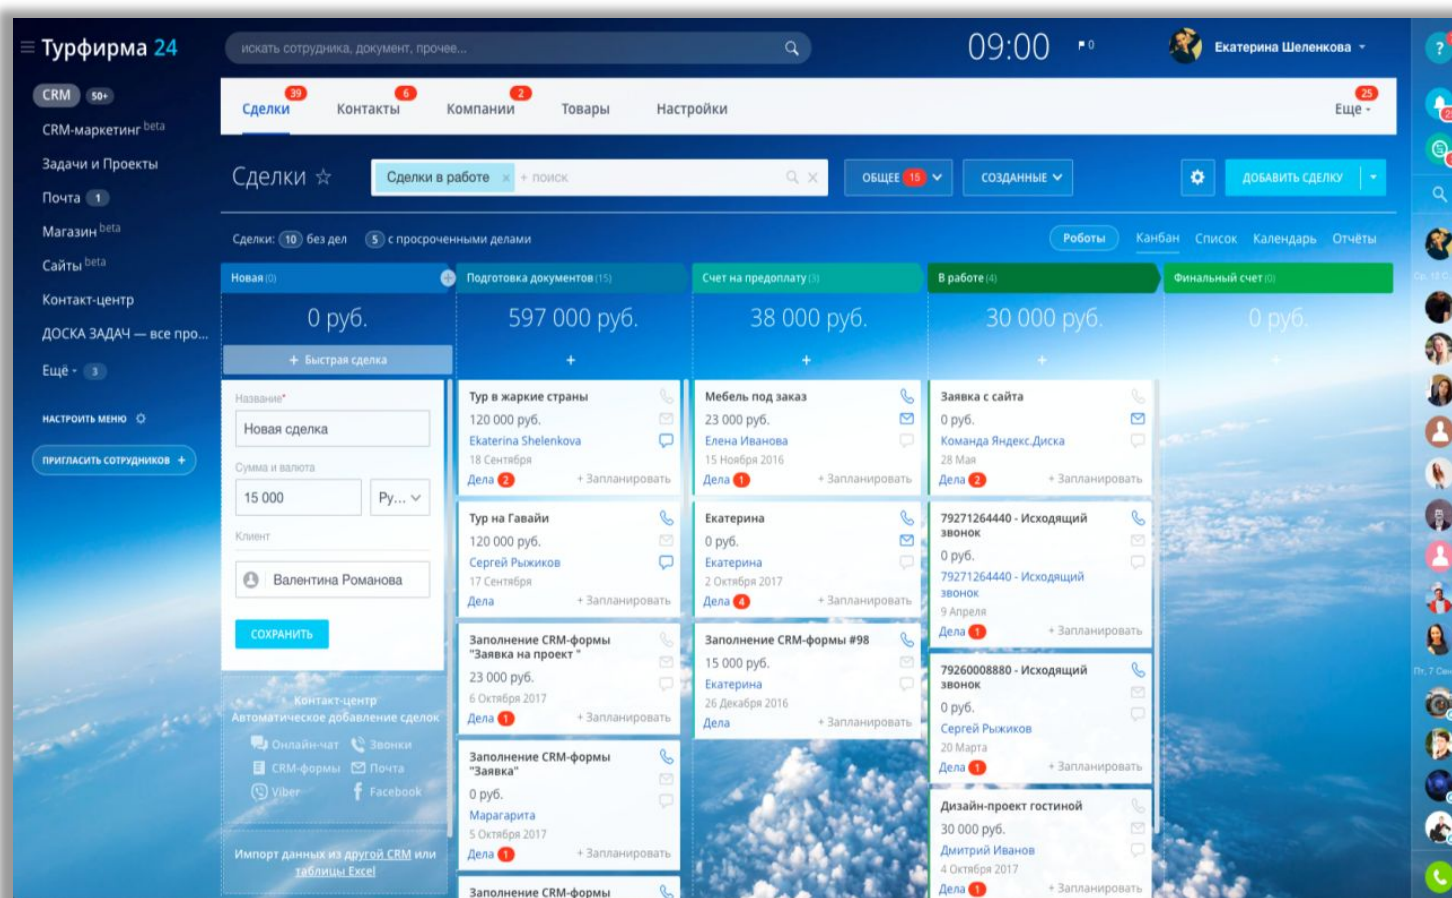 Турфирма 24
искать сотрудника, документ, прочее...
09:00
0
Екатерина Шеленкова
?
CRM 50+
CRM-маркетинг beta
Задачи и Проекты
Почта 1
Магазин beta
Сайты beta
Контакт-центр
ДОСКА ЗАДАЧ — все про...
Ещё 3
НАСТРОИТЬ МЕНЮ
ПРИГЛАСИТЬ СОТРУДНИКОВ +
Сделки 39
Контакты 6
Компании 2
Товары
Настройки
Еще 25
Сделки
Сделки в работе × + поиск
ОБЩЕЕ 15
СОЗДАННЫЕ
ДОБАВИТЬ СДЕЛКУ
Сделки: 10 без дел 5 с просроченными делами
Роботы Канбан Список Календарь Отчёты
Новая (0)
0 руб.
+ Быстрая сделка
Название*
Новая сделка
Сумма и валюта
15 000 Ру...
Клиент
Валентина Романова
СОХРАНИТЬ
Контакт-центр
Автоматическое добавление сделок
Онлайн-чат Звонки
CRM-формы Почта
Viber Facebook
Импорт данных из другой CRM или
таблицы Excel
Подготовка документов (15)
597 000 руб.
+
Тур в жаркие страны
120 000 руб.
Ekaterina Shelenkova
18 Сентября
Дела 2 + Запланировать
Тур на Гавайи
120 000 руб.
Сергей Рыжиков
17 Сентября
Дела + Запланировать
Заполнение CRM-формы
"Заявка на проект "
23 000 руб.
6 Октября 2017
Дела 1 + Запланировать
Заполнение CRM-формы
"Заявка"
0 руб.
Марагарита
5 Октября 2017
Дела 1 + Запланировать
Заполнение CRM-формы
Счет на предоплату (3)
38 000 руб.
+
Мебель под заказ
23 000 руб.
Елена Иванова
15 Ноября 2016
Дела 1 + Запланировать
Екатерина
0 руб.
Екатерина
2 Октября 2017
Дела 4 + Запланировать
Заполнение CRM-формы #98
15 000 руб.
Екатерина
26 Декабря 2016
Дела + Запланировать
В работе (4)
30 000 руб.
+
Заявка с сайта
0 руб.
Команда Яндекс.Диска
28 Мая
Дела 2 + Запланировать
79271264440 - Исходящий
звонок
0 руб.
79271264440 - Исходящий
звонок
9 Апреля
Дела 1 + Запланировать
79260008880 - Исходящий
звонок
0 руб.
Сергей Рыжиков
20 Марта
Дела 1 + Запланировать
Дизайн-проект гостиной
30 000 руб.
Дмитрий Иванов
4 Октября 2017
Дела 1 + Запланировать
Финальный счет (0)
0 руб.
+